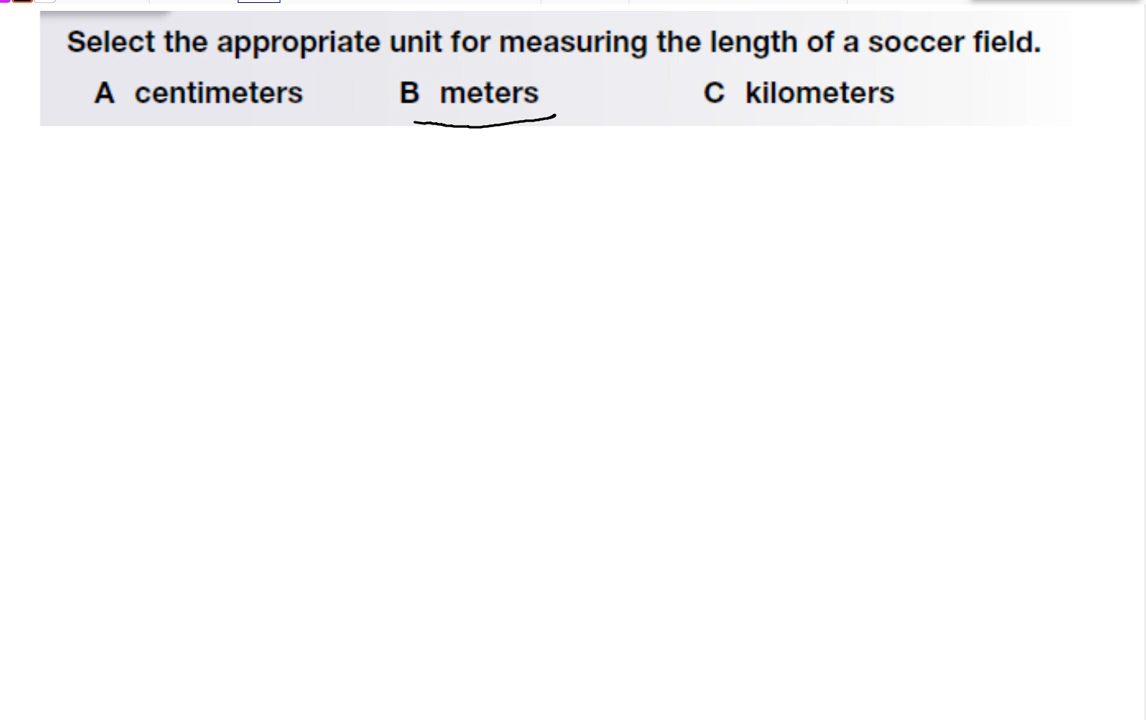 Select the appropriate unit for measuring the length of a soccer field.
A centimeters B meters C kilometers